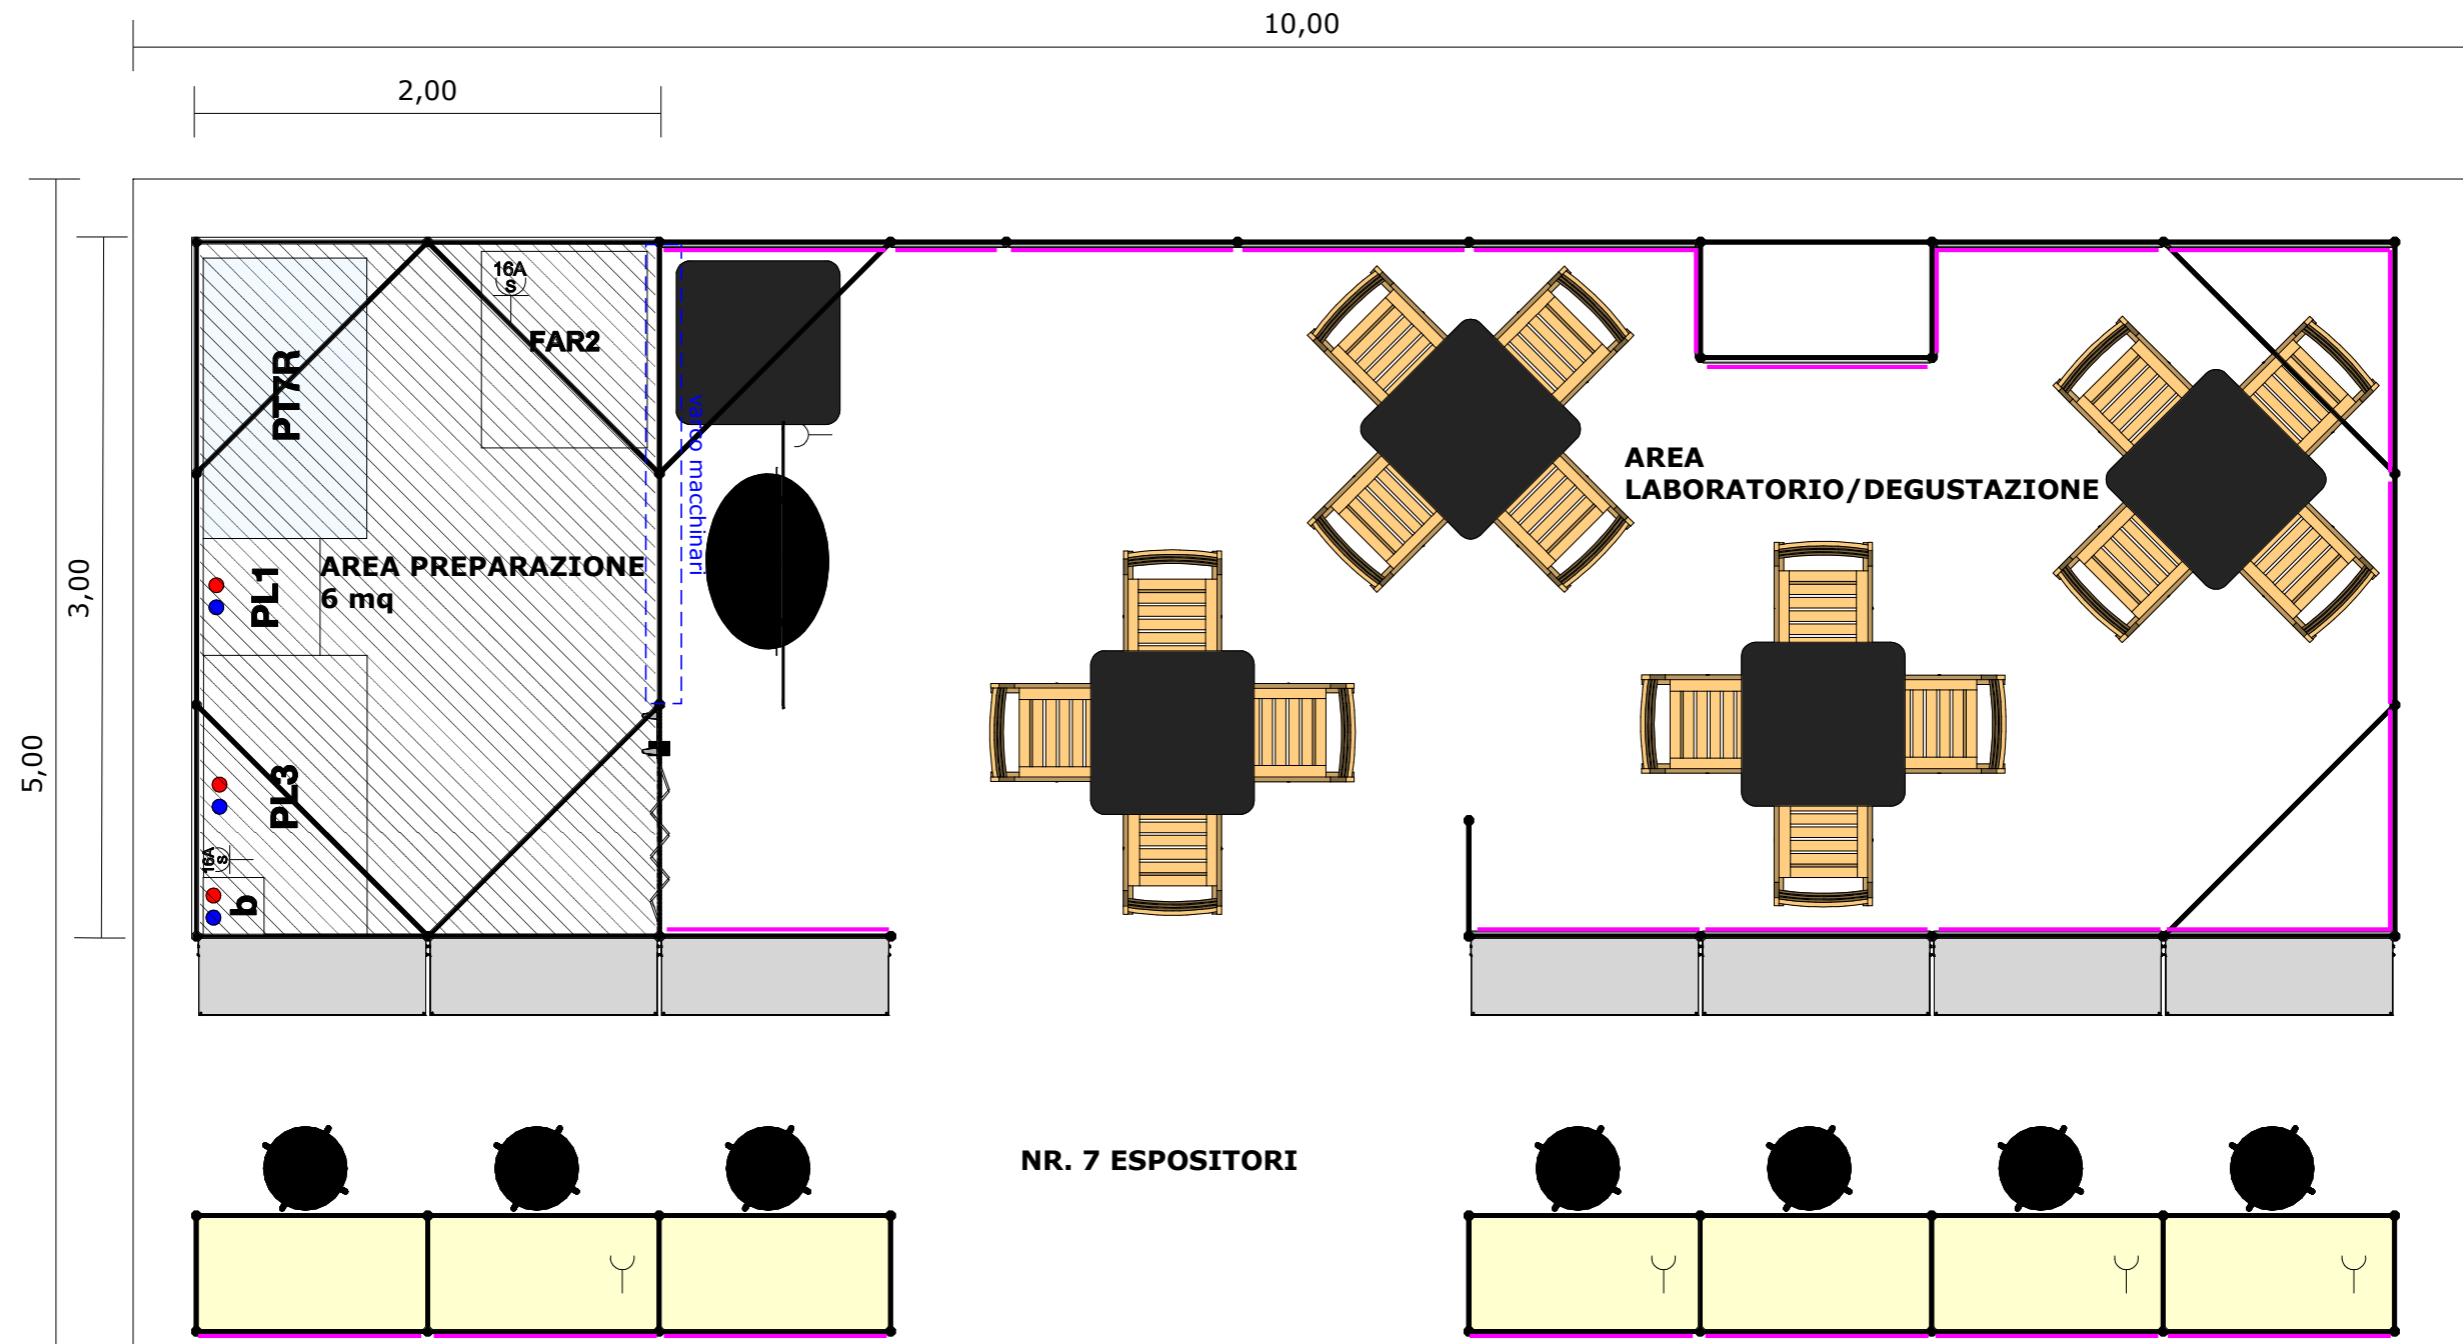 10,00
2,00
16A
S
FAR2
PT7R
varco macchinari
AREA
LABORATORIO/DEGUSTAZIONE
AREA PREPARAZIONE
6 mq
PL1
3,00
5,00
PL3
16A
S
b
NR. 7 ESPOSITORI